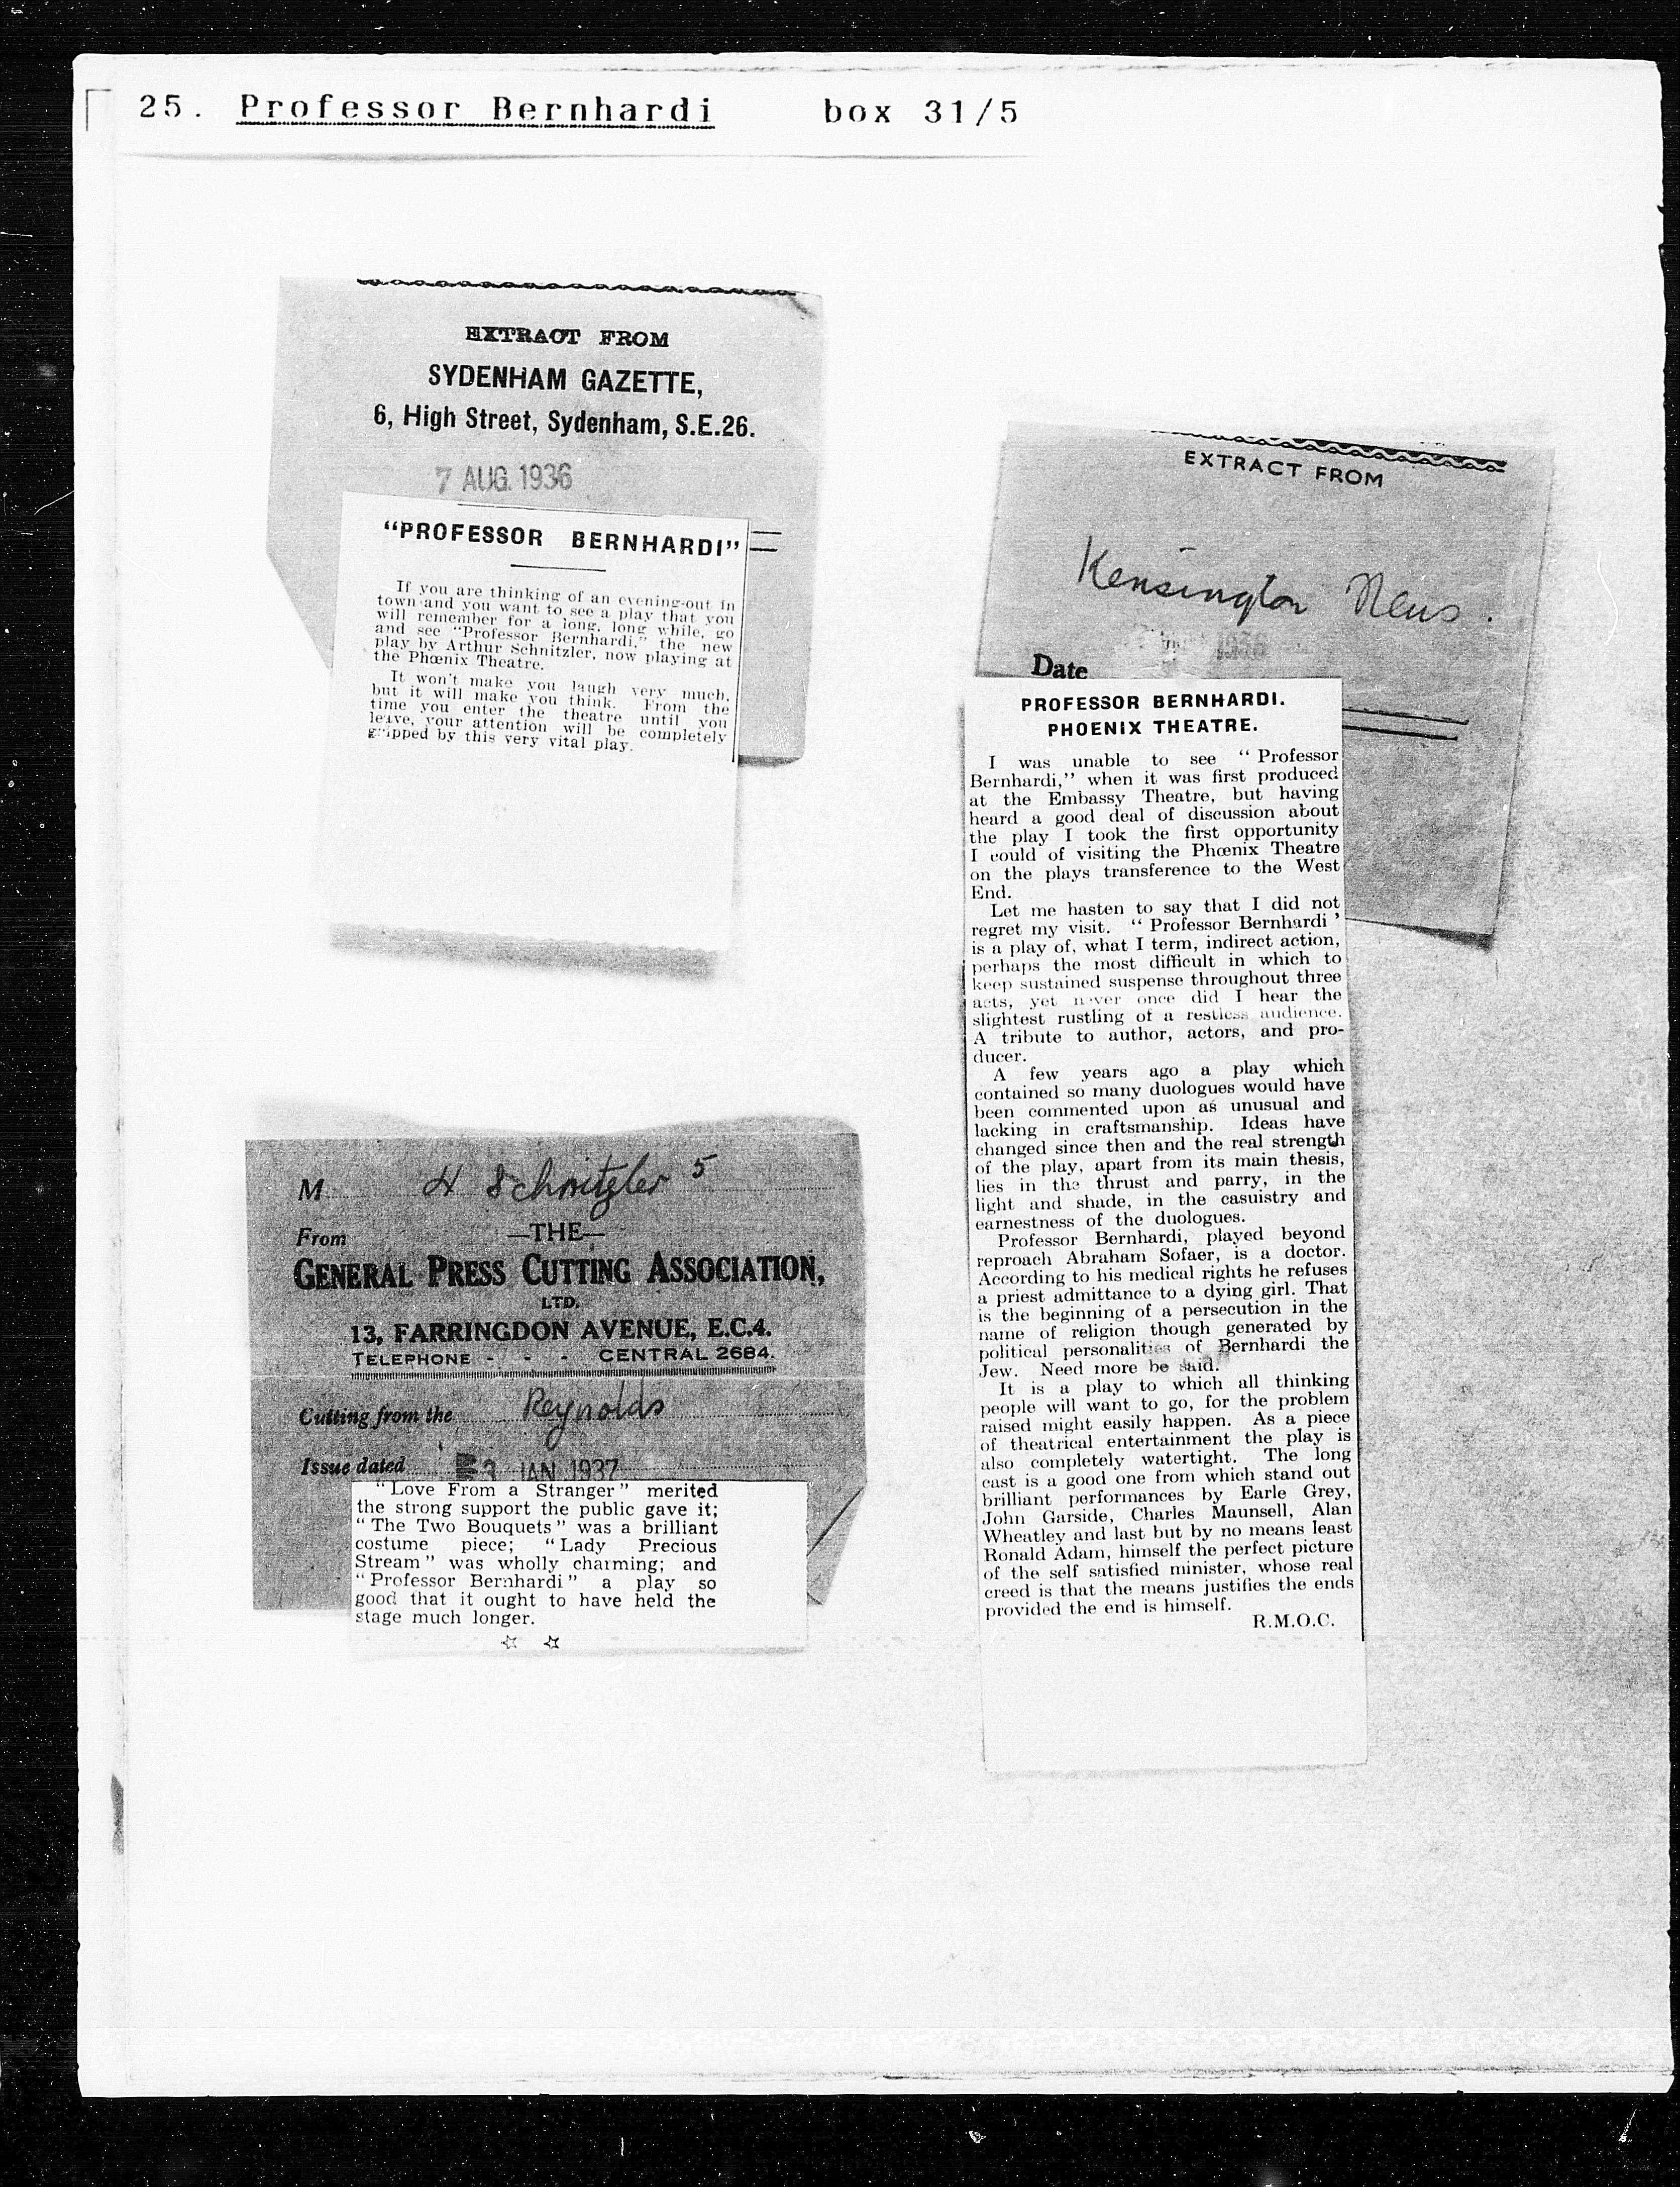 25. Professor Bernhardi box 31/5
EXTRACT FROM
SYDENHAM GAZETTE,
6, High Street, Sydenham, S.E.26.
7 AUG. 1936
"PROFESSOR BERNHARDI"
If you are thinking of an evening-out in
town and you want to see a play that you
will remember for a long, long while, go
and see "Professor Bernhardi," the new
play by Arthur Schnitzler, now playing at
the Phœnix Theatre.
It won't make you laugh very much,
but it will make you think. From the
time you enter the theatre until you
leave, your attention will be completely
gripped by this very vital play.
M H Schnitzler 5
From
—THE—
GENERAL PRESS CUTTING ASSOCIATION,
LTD.
13, FARRINGDON AVENUE, E.C.4.
TELEPHONE - - - CENTRAL 2684.
Cutting from the Reynolds
Issue dated 3 JAN 1937
"Love From a Stranger" merited
the strong support the public gave it;
"The Two Bouquets" was a brilliant
costume piece; "Lady Precious
Stream" was wholly charming; and
"Professor Bernhardi" a play so
good that it ought to have held the
stage much longer.
EXTRACT FROM
Kensington News.
1936
Date
PROFESSOR BERNHARDI.
PHOENIX THEATRE.
I was unable to see "Professor
Bernhardi," when it was first produced
at the Embassy Theatre, but having
heard a good deal of discussion about
the play I took the first opportunity
I could of visiting the Phœnix Theatre
on the plays transference to the West
End.
Let me hasten to say that I did not
regret my visit. "Professor Bernhardi'
is a play of, what I term, indirect action,
perhaps the most difficult in which to
keep sustained suspense throughout three
acts, yet never once did I hear the
slightest rustling of a restless audience.
A tribute to author, actors, and pro-
ducer.
A few years ago a play which
contained so many duologues would have
been commented upon as unusual and
lacking in craftsmanship. Ideas have
changed since then and the real strength
of the play, apart from its main thesis,
lies in the thrust and parry, in the
light and shade, in the casuistry and
earnestness of the duologues.
Professor Bernhardi, played beyond
reproach Abraham Sofaer, is a doctor.
According to his medical rights he refuses
a priest admittance to a dying girl. That
is the beginning of a persecution in the
name of religion though generated by
political personalities of Bernhardi the
Jew. Need more be said.
It is a play to which all thinking
people will want to go, for the problem
raised might easily happen. As a piece
of theatrical entertainment the play is
also completely watertight. The long
cast is a good one from which stand out
brilliant performances by Earle Grey,
John Garside, Charles Maunsell, Alan
Wheatley and last but by no means least
Ronald Adam, himself the perfect picture
of the self satisfied minister, whose real
creed is that the means justifies the ends
provided the end is himself.
R.M.O.C.